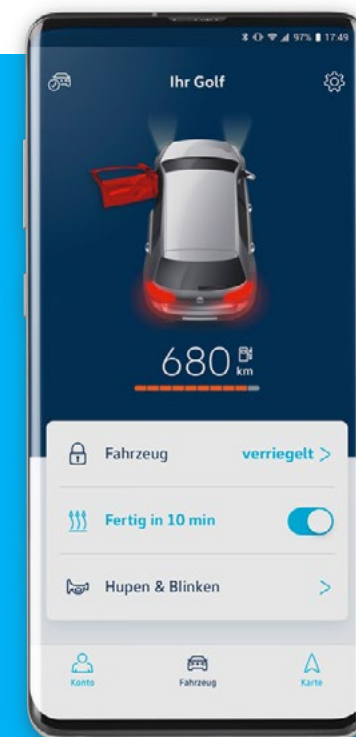 97% 17:49
Ihr Golf
680 km
Fahrzeug verriegelt >
Fertig in 10 min
Hupen & Blinken >
Konto Fahrzeug Karte